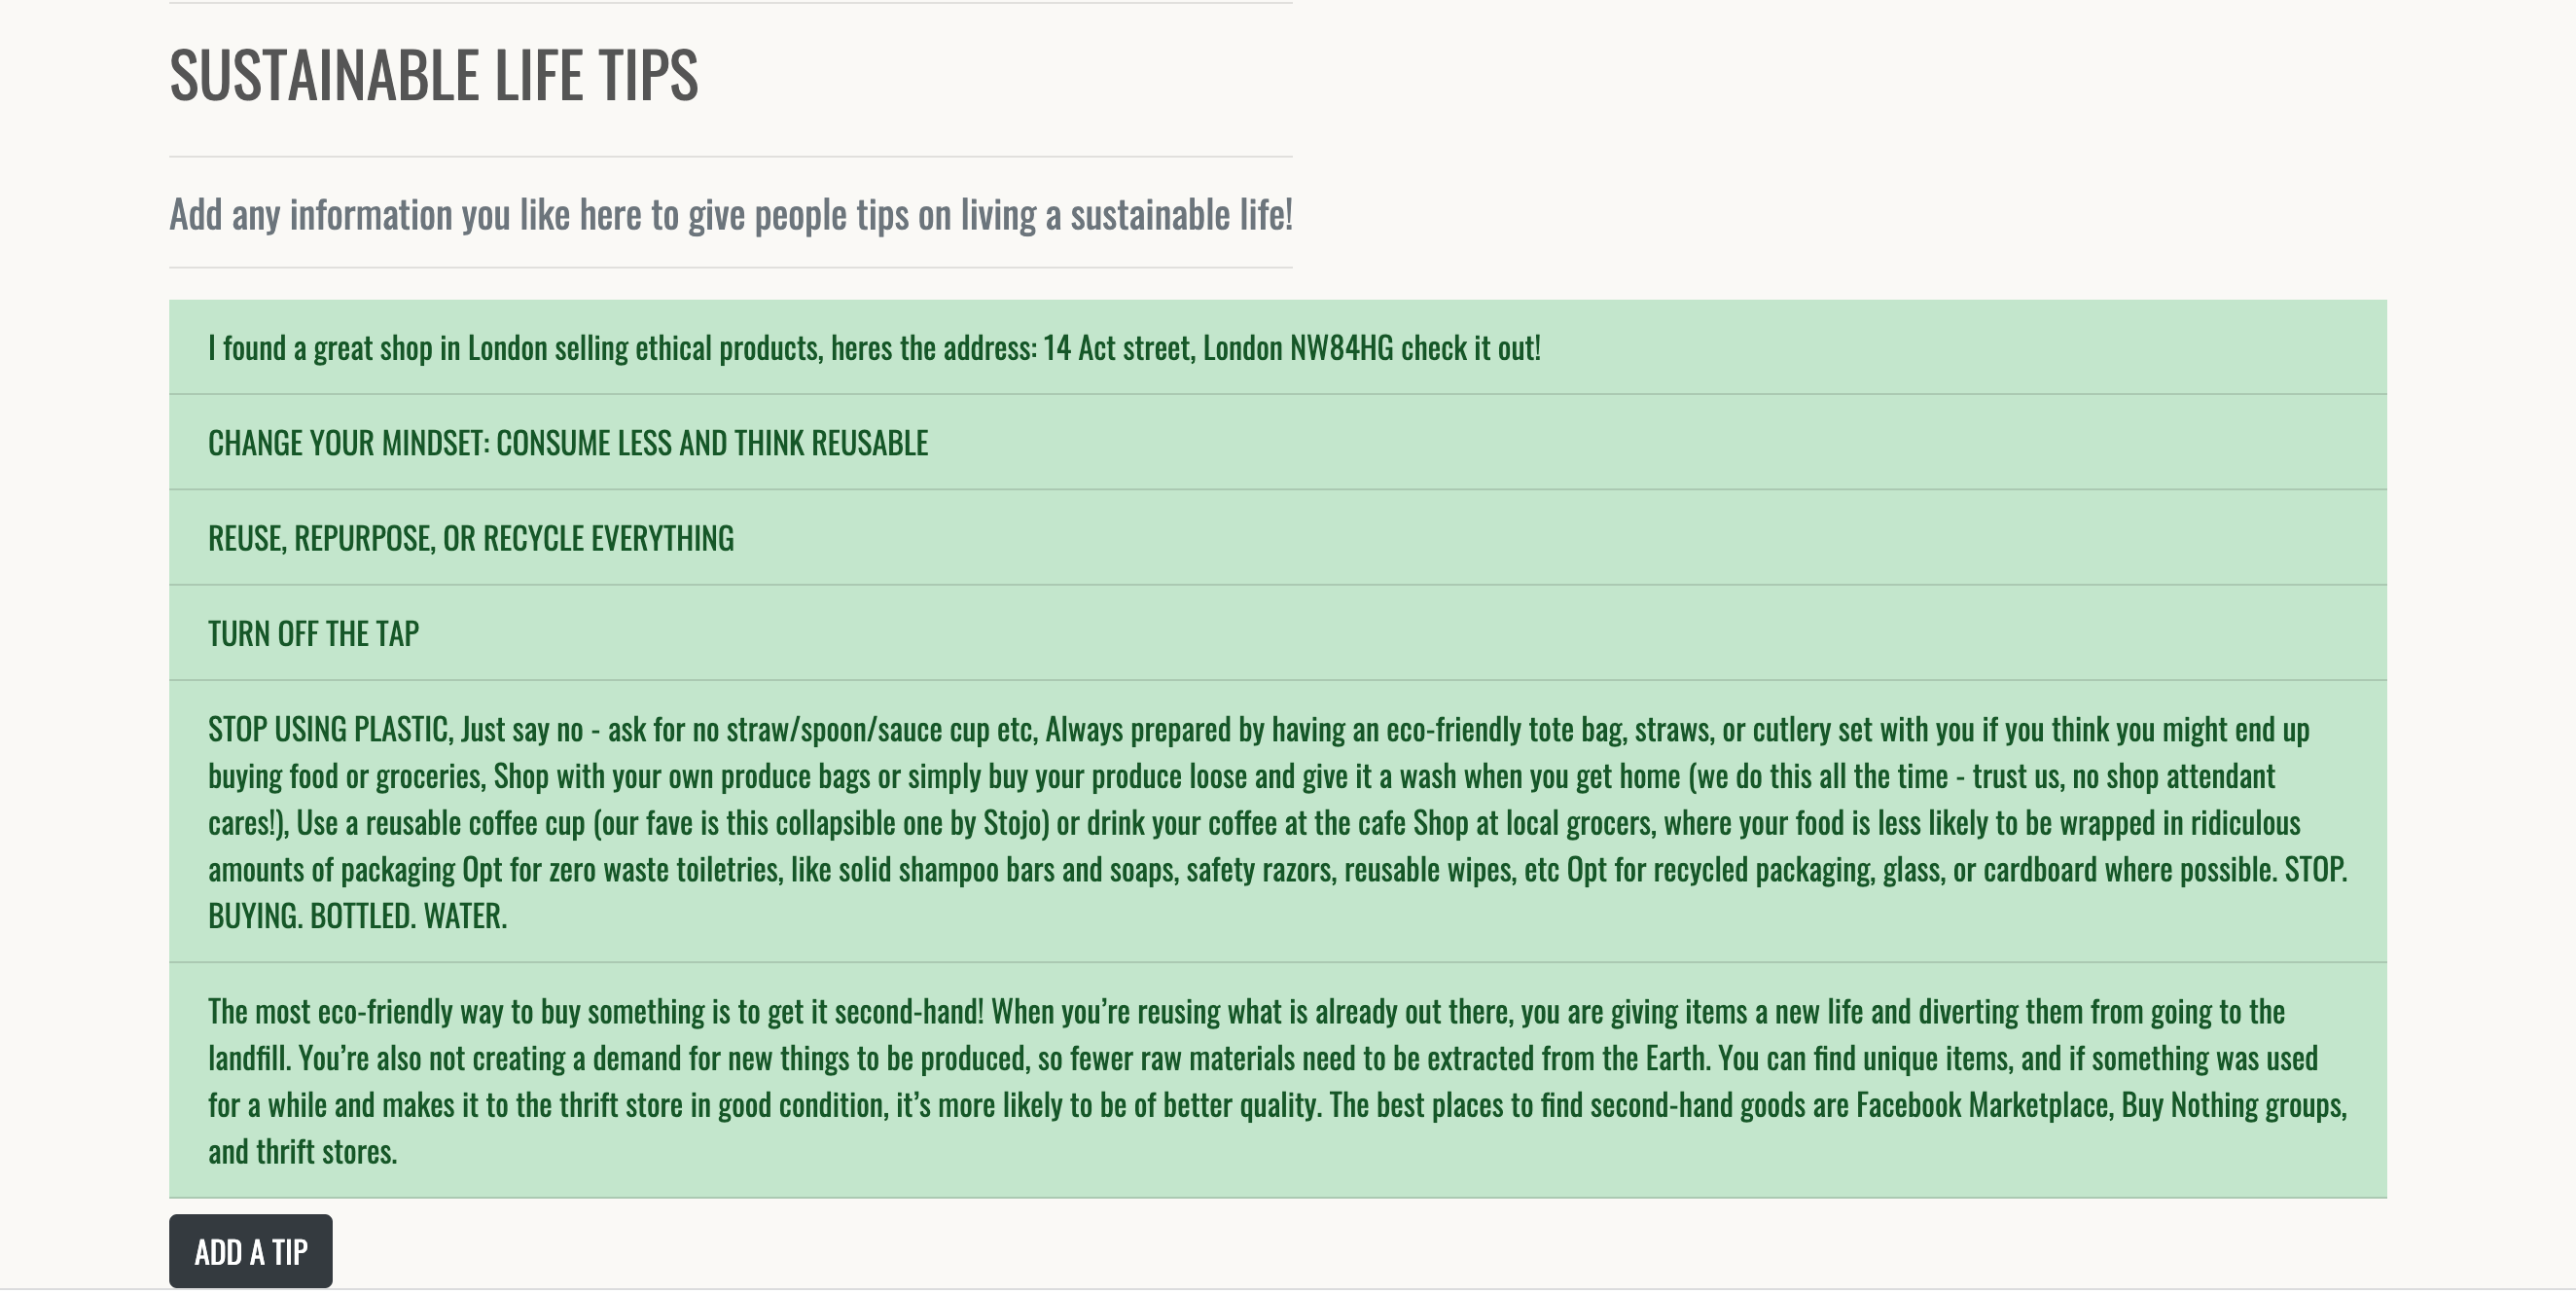 SUSTAINABLE LIFE TIPS
Add any information you like here to give people tips on living a sustainable life!
I found a great shop in London selling ethical products, heres the address: 14 Act street, London NW84HG check it out!
CHANGE YOUR MINDSET: CONSUME LESS AND THINK REUSABLE
REUSE, REPURPOSE, OR RECYCLE EVERYTHING
TURN OFF THE TAP
STOP USING PLASTIC, Just say no - ask for no straw/spoon/sauce cup etc, Always prepared by having an eco-friendly tote bag, straws, or cutlery set with you if you think you might end up
buying food or groceries, Shop with your own produce bags or simply buy your produce loose and give it a wash when you get home (we do this all the time - trust us, no shop attendant
cares!), Use a reusable coffee cup (our fave is this collapsible one by Stojo) or drink your coffee at the cafe Shop at local grocers, where your food is less likely to be wrapped in ridiculous
amounts of packaging Opt for zero waste toiletries, like solid shampoo bars and soaps, safety razors, reusable wipes, etc Opt for recycled packaging, glass, or cardboard where possible. STOP.
BUYING. BOTTLED. WATER.
The most eco-friendly way to buy something is to get it second-hand! When you’re reusing what is already out there, you are giving items a new life and diverting them from going to the
landfill. You’re also not creating a demand for new things to be produced, so fewer raw materials need to be extracted from the Earth. You can find unique items, and if something was used
for a while and makes it to the thrift store in good condition, it’s more likely to be of better quality. The best places to find second-hand goods are Facebook Marketplace, Buy Nothing groups,
and thrift stores.
ADD A TIP